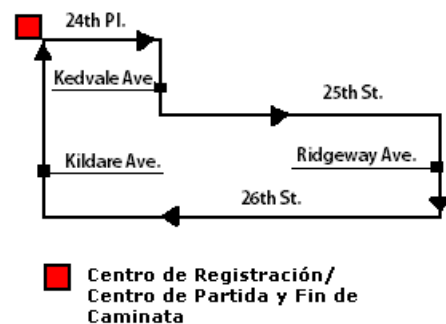 24th Pl.
Kedvale Ave.
25th St.
Kildare Ave.
Ridgeway Ave.
26th St.
Centro de Registración/
Centro de Partida y Fin de
Caminata